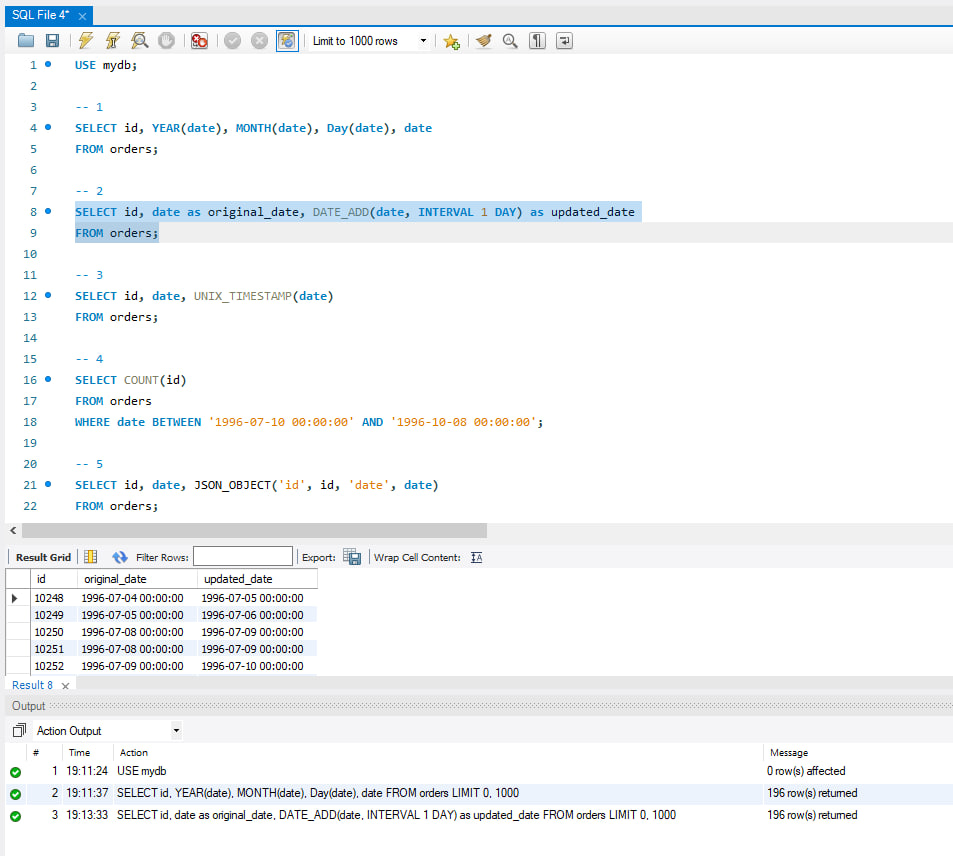 SQL File 4*
Limit to 1000 rows
1 USE mydb;
2
3 -- 1
4 SELECT id, YEAR(date), MONTH(date), Day(date), date
5 FROM orders;
6
7 -- 2
8 SELECT id, date as original_date, DATE_ADD(date, INTERVAL 1 DAY) as updated_date
9 FROM orders;
10
11 -- 3
12 SELECT id, date, UNIX_TIMESTAMP(date)
13 FROM orders;
14
15 -- 4
16 SELECT COUNT(id)
17 FROM orders
18 WHERE date BETWEEN '1996-07-10 00:00:00' AND '1996-10-08 00:00:00';
19
20 -- 5
21 SELECT id, date, JSON_OBJECT('id', id, 'date', date)
22 FROM orders;
Result Grid Filter Rows: Export: Wrap Cell Content:
id original_date updated_date
10248 1996-07-04 00:00:00 1996-07-05 00:00:00
10249 1996-07-05 00:00:00 1996-07-06 00:00:00
10250 1996-07-08 00:00:00 1996-07-09 00:00:00
10251 1996-07-08 00:00:00 1996-07-09 00:00:00
10252 1996-07-09 00:00:00 1996-07-10 00:00:00
Result 8
Output
Action Output
# Time Action Message
1 19:11:24 USE mydb 0 row(s) affected
2 19:11:37 SELECT id, YEAR(date), MONTH(date), Day(date), date FROM orders LIMIT 0, 1000 196 row(s) returned
3 19:13:33 SELECT id, date as original_date, DATE_ADD(date, INTERVAL 1 DAY) as updated_date FROM orders LIMIT 0, 1000 196 row(s) returned